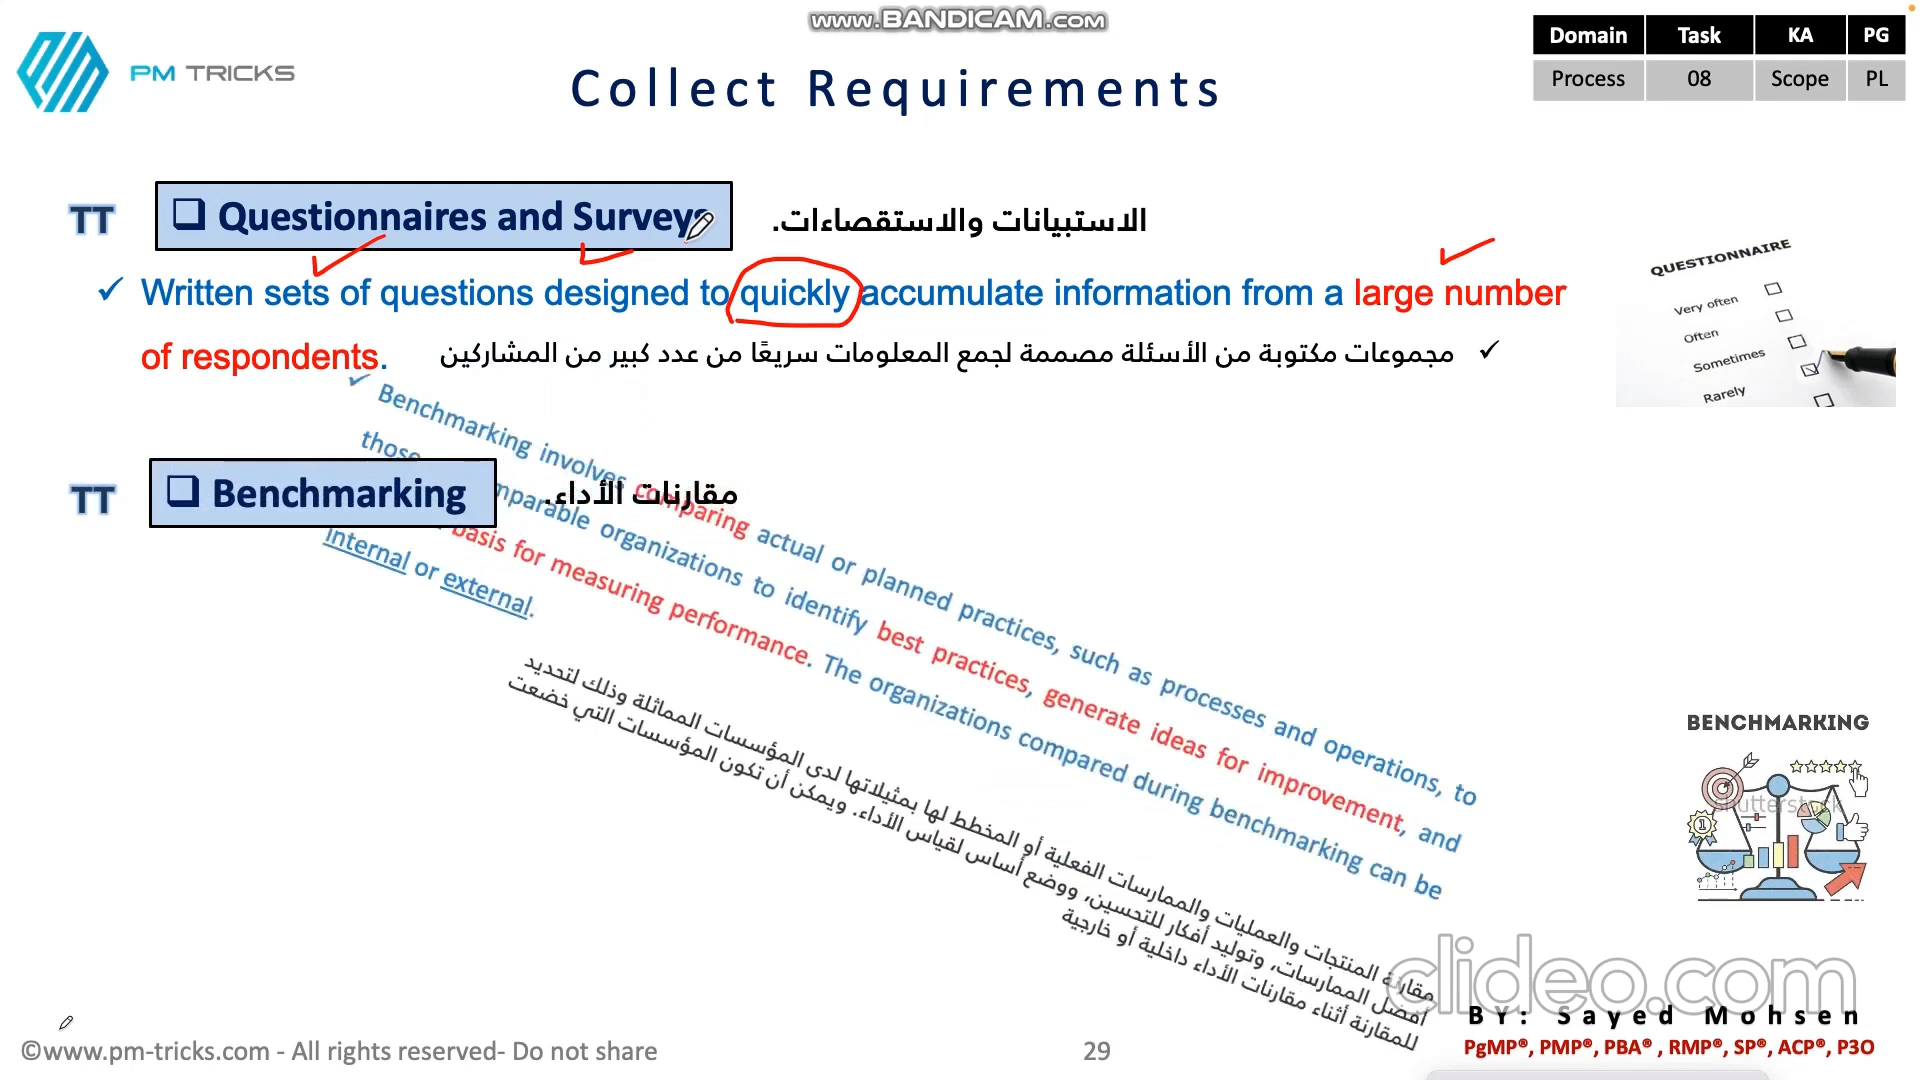 www.BANDICAM.com
PM TRICKS
Collect Requirements
Domain Task KA PG
Process 08 Scope PL
TT
❑ Questionnaires and Surveys
الاستبيانات والاستقصاءات.
✓ Written sets of questions designed to quickly accumulate information from a large number
of respondents.
✓ مجموعات مكتوبة من الأسئلة مصممة لجمع المعلومات سريعًا من عدد كبير من المشاركين
QUESTIONNAIRE
Very often
Often
Sometimes
Rarely
TT
❑ Benchmarking
مقارنات الأداء.
✓ Benchmarking involves comparing actual or planned practices, such as processes and operations, to
those comparable organizations to identify best practices, generate ideas for improvement, and
basis for measuring performance. The organizations compared during benchmarking can be
internal or external.
مقارنة المنتجات والعمليات والممارسات الفعلية أو المخطط لها بمثيلاتها لدى المؤسسات المماثلة وذلك لتحديد
أفضل الممارسات، وتوليد أفكار للتحسين، ووضع أساس لقياس الأداء. ويمكن أن تكون المؤسسات التي خضعت
للمقارنة أثناء مقارنات الأداء داخلية أو خارجية
BENCHMARKING
shutterstock
1
clideo.com
BY: Sayed Mohsen
PgMP®, PMP®, PBA® , RMP®, SP®, ACP®, P3O
©www.pm-tricks.com - All rights reserved- Do not share
29